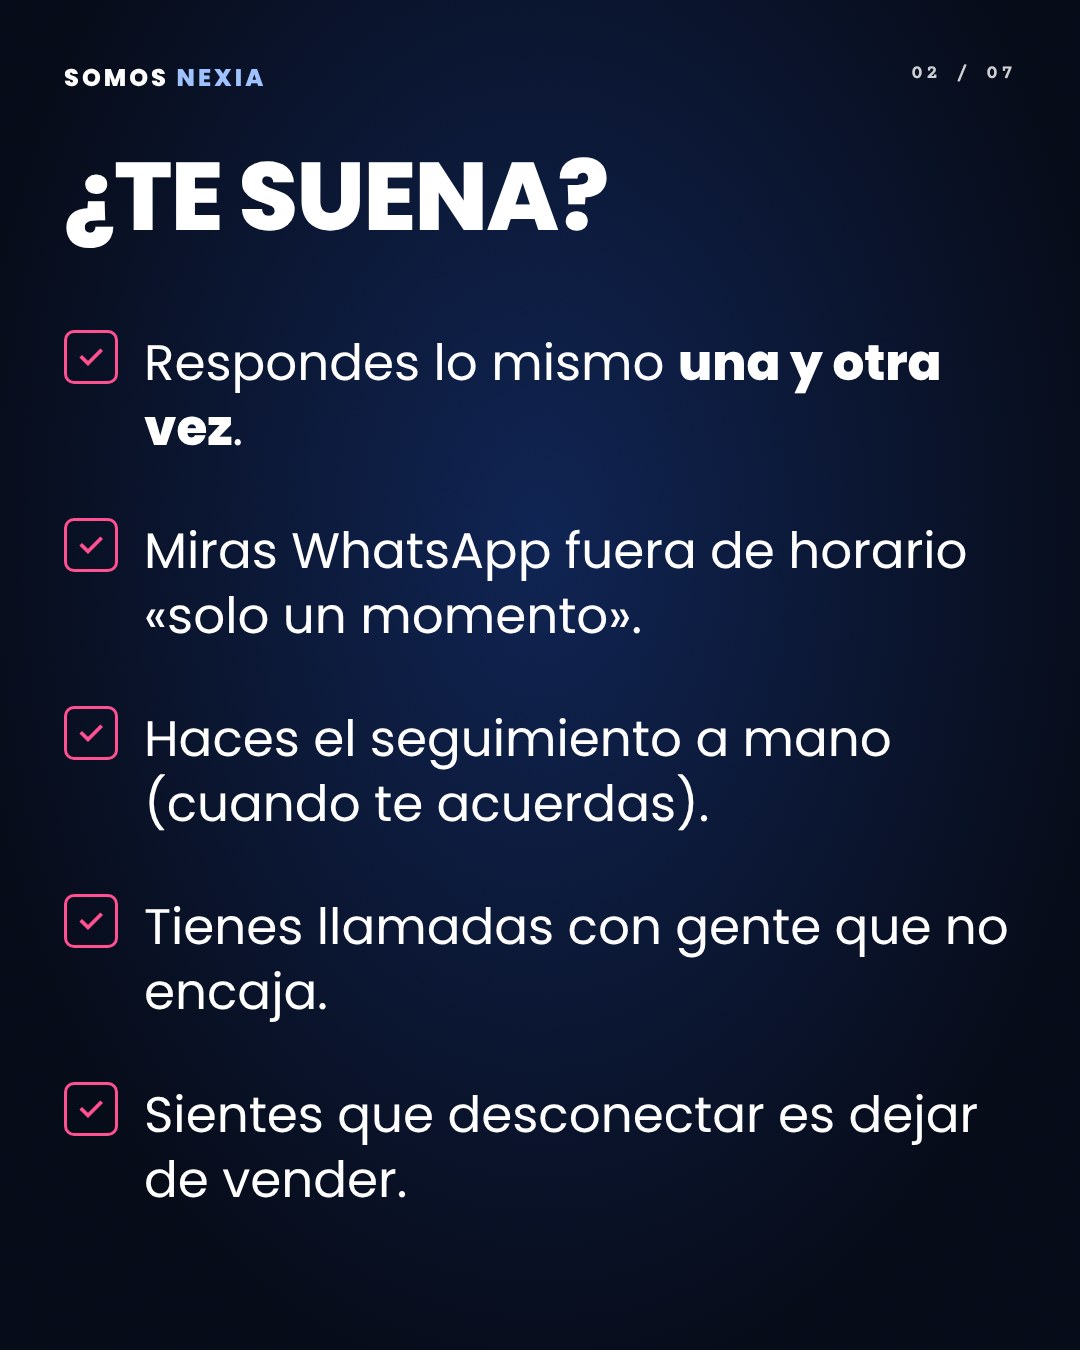 SOMOS NEXIA
02 / 07
¿TE SUENA?
Respondes lo mismo una y otra
vez.
Miras WhatsApp fuera de horario
«solo un momento».
Haces el seguimiento a mano
(cuando te acuerdas).
Tienes llamadas con gente que no
encaja.
Sientes que desconectar es dejar
de vender.